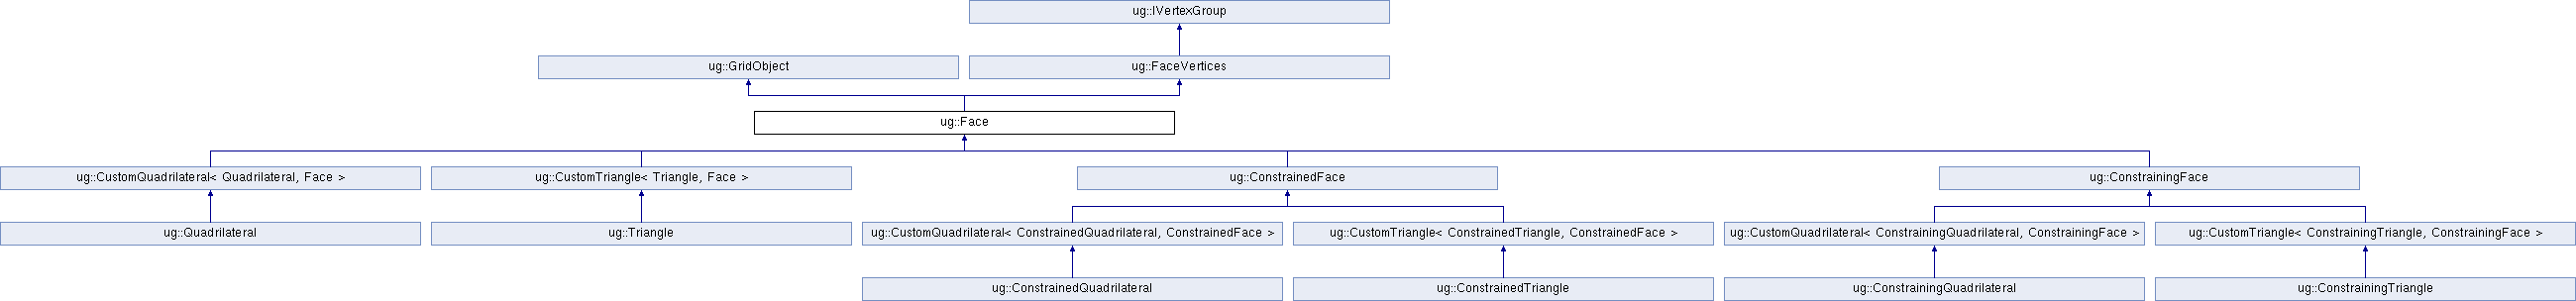 ug::IVertexGroup
ug::GridObject
ug::FaceVertices
ug::Face
ug::CustomQuadrilateral< Quadrilateral, Face >
ug::CustomTriangle< Triangle, Face >
ug::ConstrainedFace
ug::ConstrainingFace
ug::Quadrilateral
ug::Triangle
ug::CustomQuadrilateral< ConstrainedQuadrilateral, ConstrainedFace >
ug::CustomTriangle< ConstrainedTriangle, ConstrainedFace >
ug::CustomQuadrilateral< ConstrainingQuadrilateral, ConstrainingFace >
ug::CustomTriangle< ConstrainingTriangle, ConstrainingFace >
ug::ConstrainedQuadrilateral
ug::ConstrainedTriangle
ug::ConstrainingQuadrilateral
ug::ConstrainingTriangle